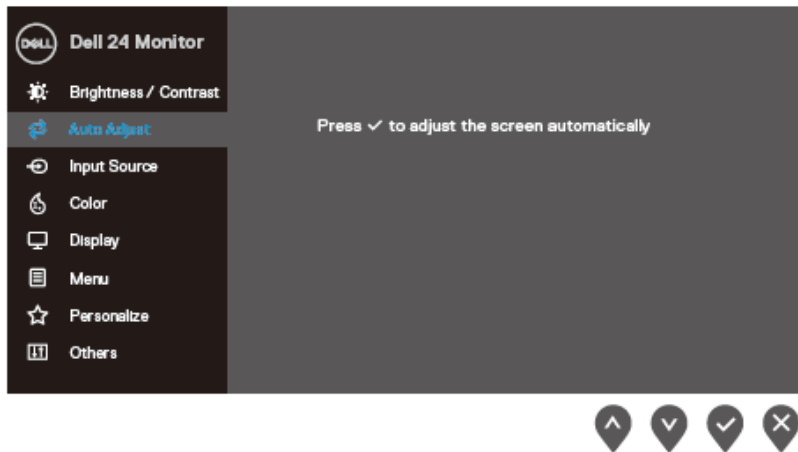 DELL Dell 24 Monitor
Brightness / Contrast
Auto Adjust
Press ✓ to adjust the screen automatically
Input Source
Color
Display
Menu
Personalize
Others